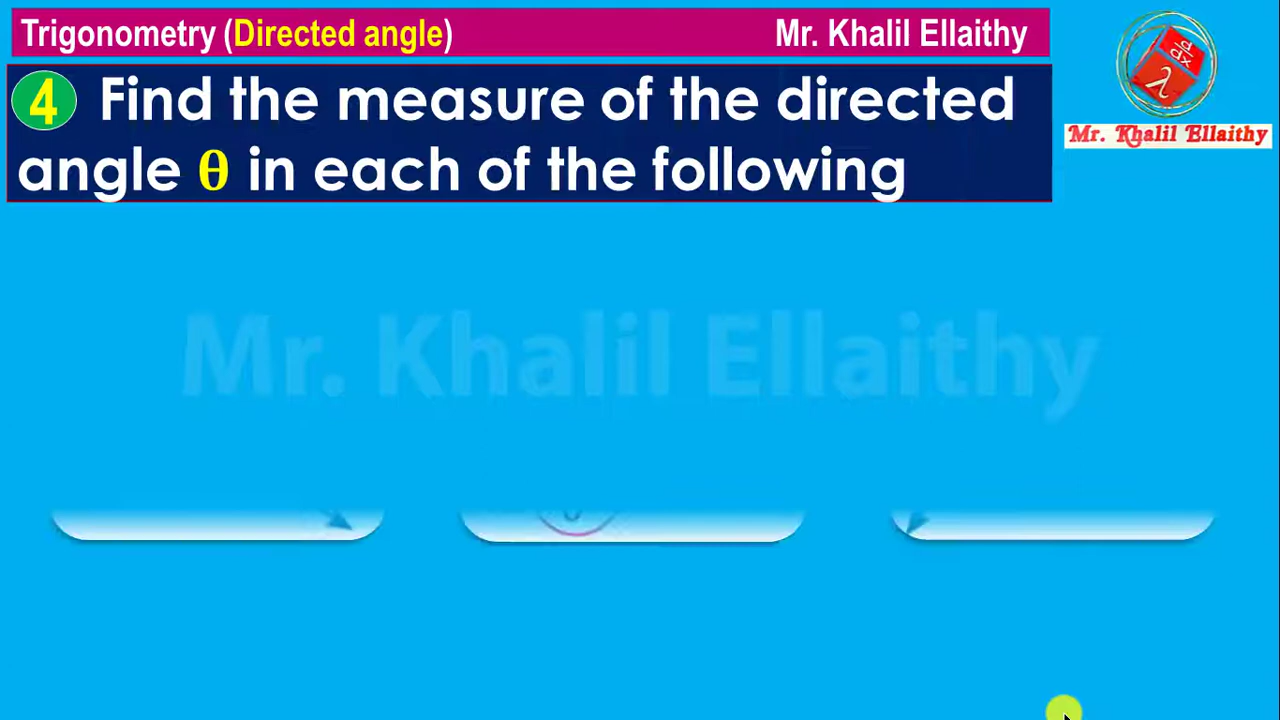 Trigonometry (Directed angle) Mr. Khalil Ellaithy
4 Find the measure of the directed
angle θ in each of the following
d
dx
λ
Mr. Khalil Ellaithy
Mr. Khalil Ellaithy